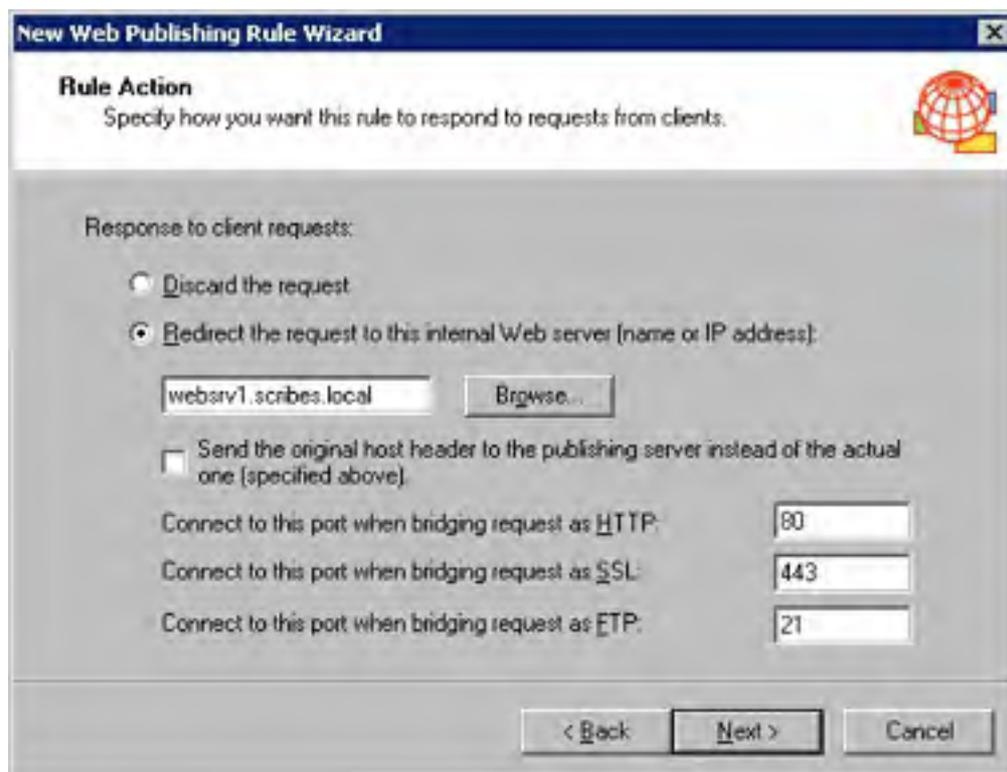 New Web Publishing Rule Wizard
Rule Action
Specify how you want this rule to respond to requests from clients.
Response to client requests:
Discard the request
Redirect the request to this internal Web server (name or IP address):
websrv1.scribes.local
Browse...
Send the original host header to the publishing server instead of the actual
one (specified above).
Connect to this port when bridging request as HTTP:
80
Connect to this port when bridging request as SSL:
443
Connect to this port when bridging request as FTP:
21
< Back
Next >
Cancel